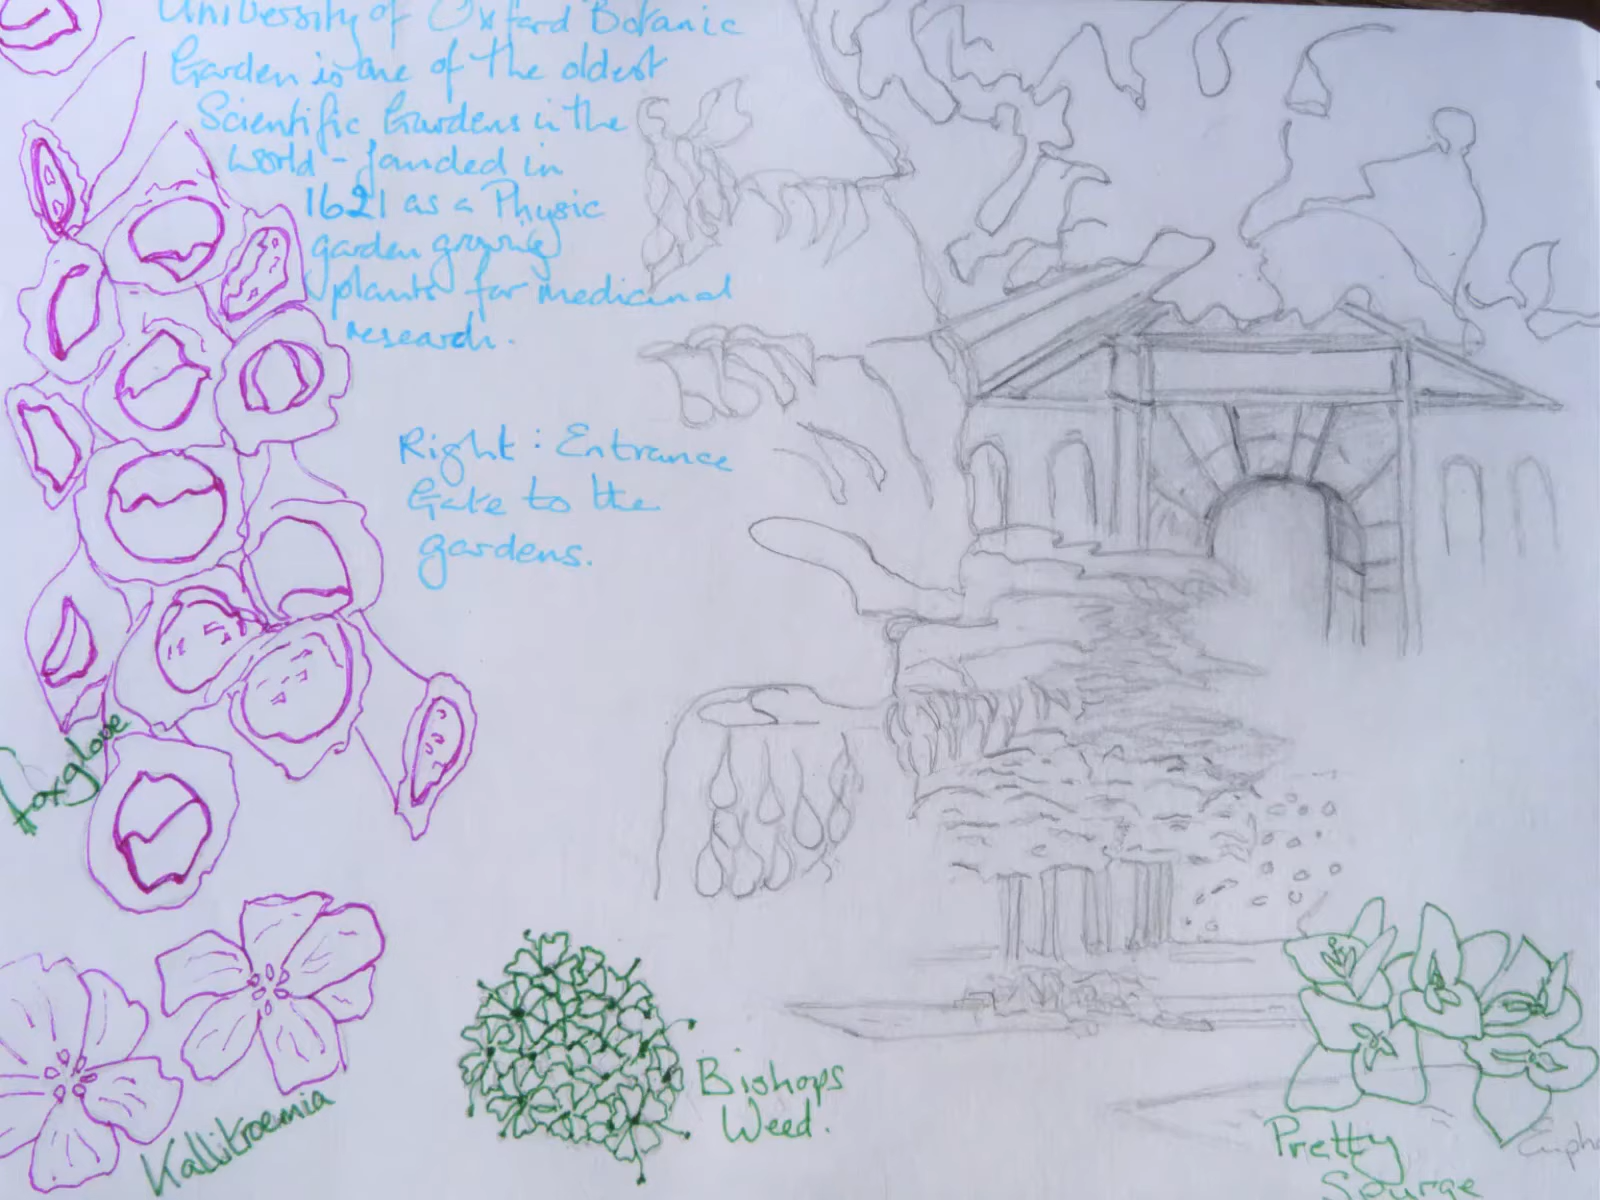 University of Oxford Botanic
Garden is one of the oldest
Scientific Gardens in the
world - founded in
1621 as a Physic
garden growing
plants for medicinal
research.
Right : Entrance
Gate to the
gardens.
foxglove
Kallitroemia
Bishops
Weed.
Pretty
Spurge
Eupho